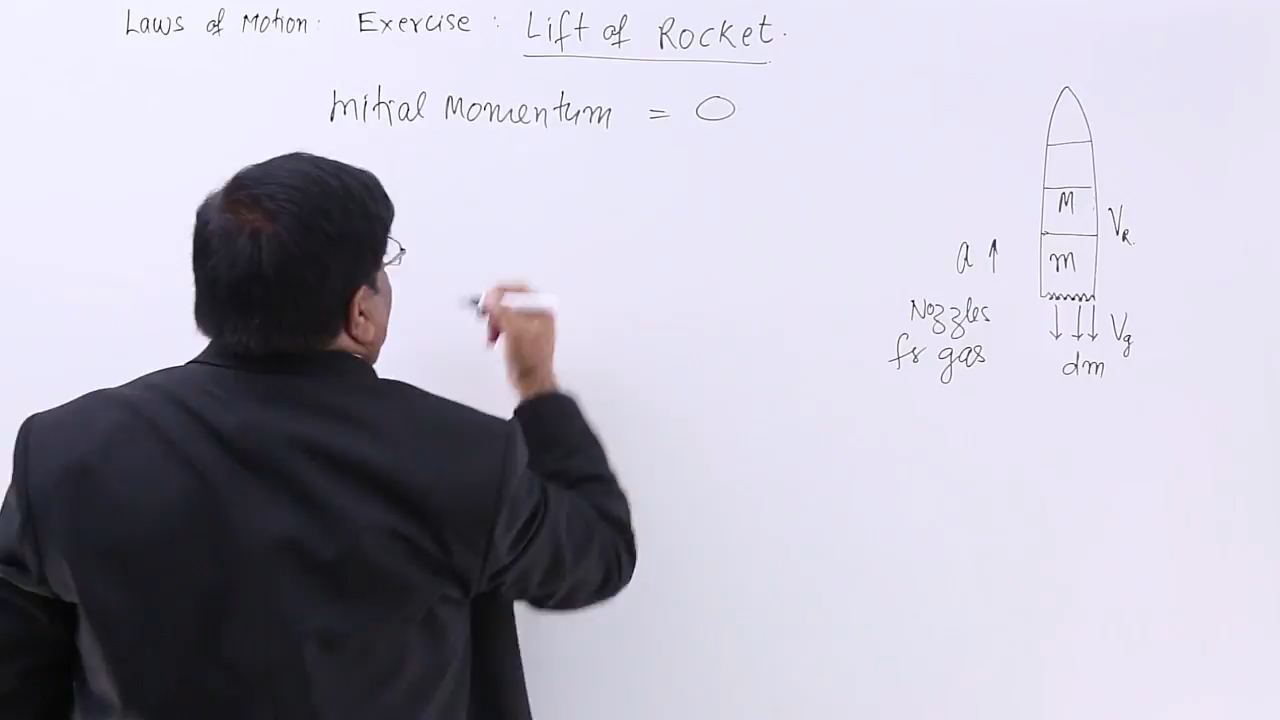 Laws of Motion: Exercise: Lift of Rocket.
Initial Momentum = 0
M
V_R
a ↑ m
Nozzles
fr gas
V_g
dm